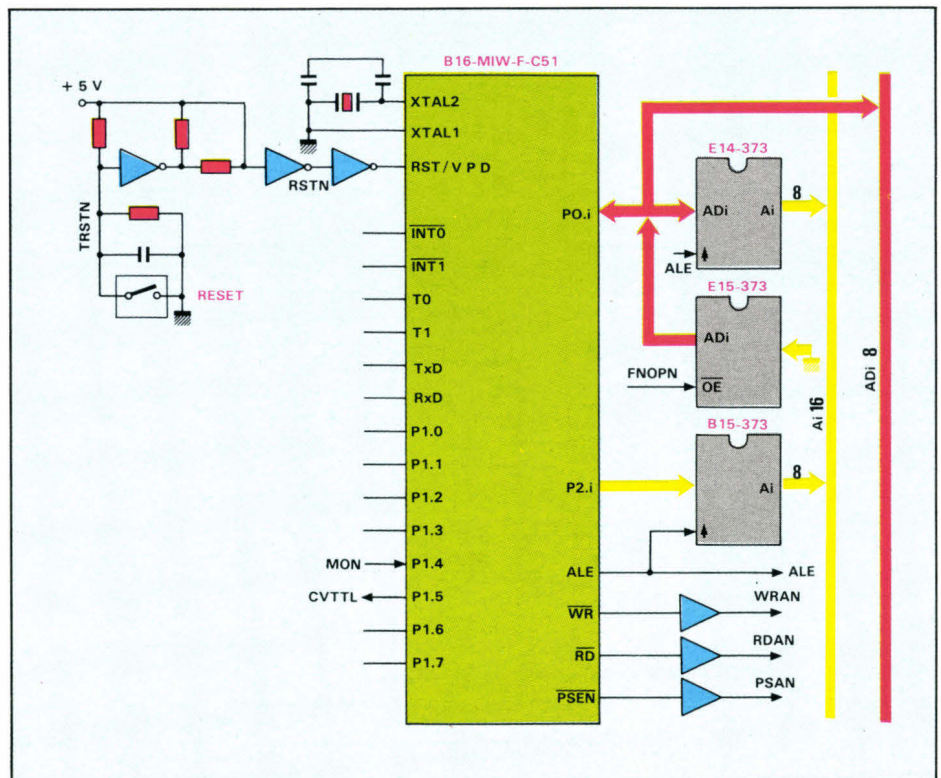 B16-MIW-F-C51
+ 5 V
XTAL2
XTAL1
RST/VPD
RSTN
TRSTN
RESET
INT0
INT1
T0
T1
TxD
RxD
P1.0
P1.1
P1.2
P1.3
MON
P1.4
CVTTL
P1.5
P1.6
P1.7
PO.i
P2.i
ALE
WR
RD
PSEN
E14-373
ADi
Ai
8
ALE
E15-373
ADi
FNOPN
OE
B15-373
Ai
8
ALE
WRAN
RDAN
PSAN
Ai 16
ADi 8